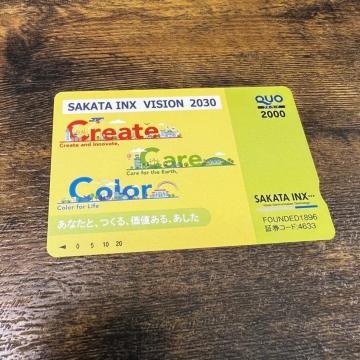 SAKATA INX VISION 2030
QUO
2000
Create
Create and Innovate,
Care
Care for the Earth,
Color
Color for Life
あなたと、つくる、価値ある、あした
SAKATA INX
FOUNDED1896
証券コード:4633
0 5 10 20